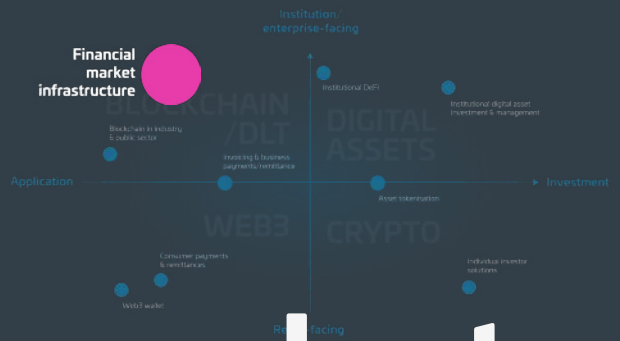 Institution/
enterprise-facing
Financial
market
infrastructure
Institutional DeFi
Institutional digital asset
investment & management
BLOCKCHAIN
/DLT
DIGITAL
ASSETS
Blockchain in industry
& public sector
Invoicing & business
payments/remittance
Application
Investment
Asset tokenisation
WEB3
CRYPTO
Consumer payments
& remittances
Individual investor
solutions
Web3 wallet
-facing